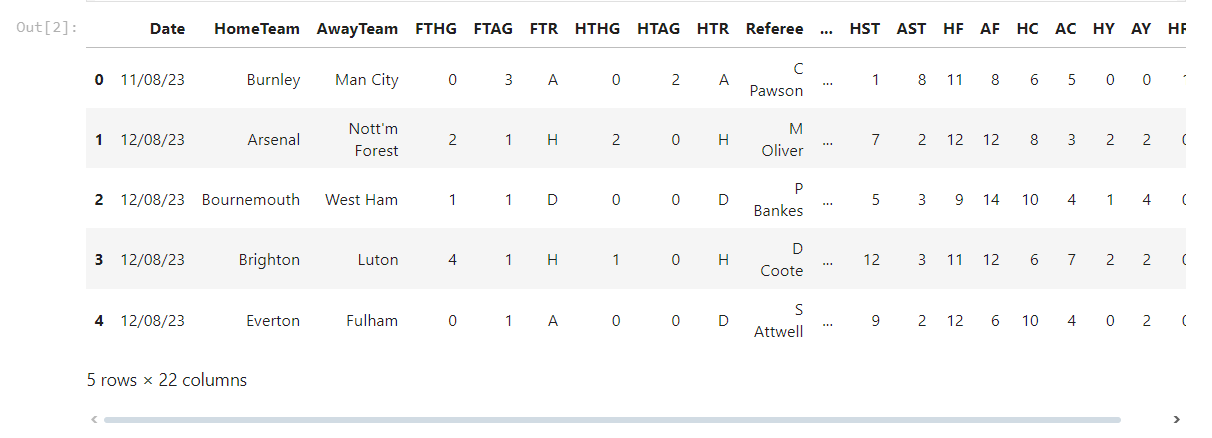 Out[2]:
Date HomeTeam AwayTeam FTHG FTAG FTR HTHG HTAG HTR Referee ... HST AST HF AF HC AC HY AY
0 11/08/23 Burnley Man City 0 3 A 0 2 A C Pawson ... 1 8 11 8 6 5 0 0
1 12/08/23 Arsenal Nott'm Forest 2 1 H 2 0 H M Oliver ... 7 2 12 12 8 3 2 2
2 12/08/23 Bournemouth West Ham 1 1 D 0 0 D P Bankes ... 5 3 9 14 10 4 1 4
3 12/08/23 Brighton Luton 4 1 H 1 0 H D Coote ... 12 3 11 12 6 7 2 2
4 12/08/23 Everton Fulham 0 1 A 0 0 D S Attwell ... 9 2 12 6 10 4 0 2
5 rows × 22 columns